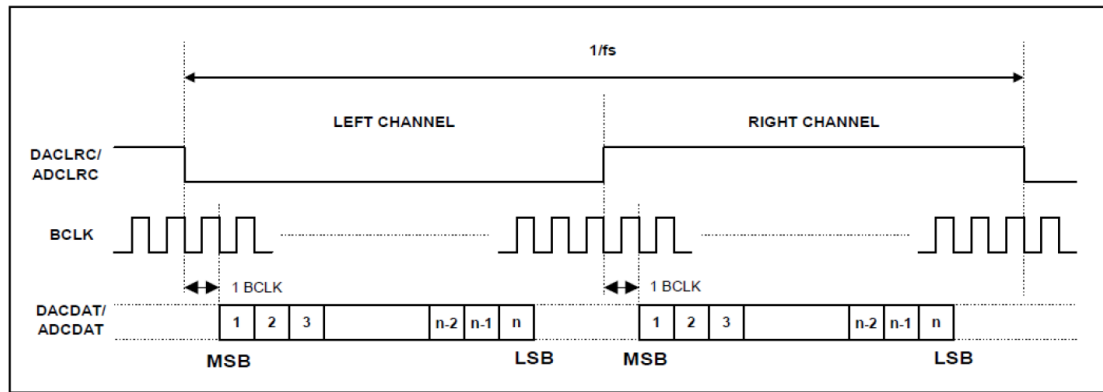 1/fs
LEFT CHANNEL RIGHT CHANNEL
DACLRC/
ADCLRC
BCLK
1 BCLK 1 BCLK
DACDAT/
ADCDAT
1 2 3 n-2 n-1 n 1 2 3 n-2 n-1 n
MSB LSB MSB LSB